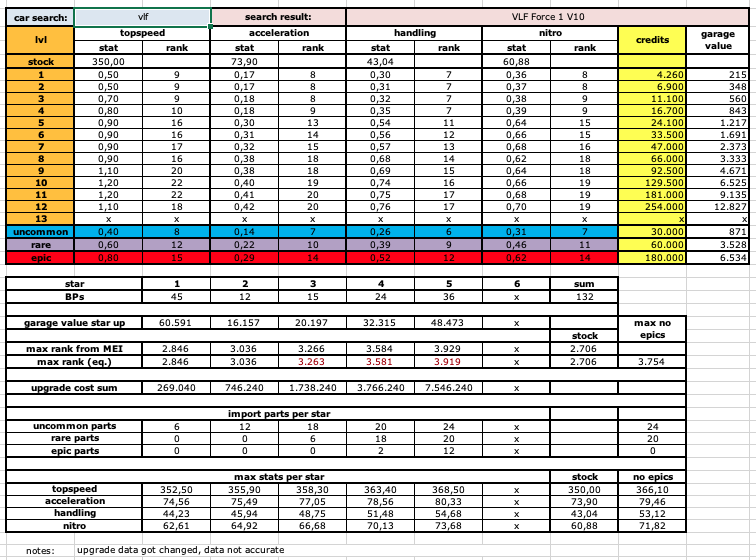 car search: vlf search result: VLF Force 1 V10
lvl topspeed acceleration handling nitro credits garage value
stat rank stat rank stat rank stat rank
stock 350,00 73,90 43,04 60,88
1 0,50 9 0,17 8 0,30 7 0,36 8 4.260 215
2 0,50 9 0,17 8 0,31 7 0,37 8 6.900 348
3 0,70 9 0,18 8 0,32 7 0,38 9 11.100 560
4 0,80 10 0,18 9 0,35 7 0,39 9 16.700 843
5 0,90 16 0,30 13 0,54 11 0,64 15 24.100 1.217
6 0,90 16 0,31 14 0,56 12 0,66 15 33.500 1.691
7 0,90 17 0,32 15 0,57 13 0,68 16 47.000 2.373
8 0,90 16 0,38 18 0,68 14 0,62 18 66.000 3.333
9 1,10 20 0,38 18 0,69 15 0,64 18 92.500 4.671
10 1,20 22 0,40 19 0,74 16 0,66 19 129.500 6.525
11 1,20 22 0,41 20 0,75 17 0,68 19 181.000 9.135
12 1,10 18 0,42 20 0,76 17 0,70 19 254.000 12.827
13 x x x x x x x x x x
uncommon 0,40 8 0,14 7 0,26 6 0,31 7 30.000 871
rare 0,60 12 0,22 10 0,39 9 0,46 11 60.000 3.528
epic 0,80 15 0,29 14 0,52 12 0,62 14 180.000 6.534
star 1 2 3 4 5 6 sum
BPs 45 12 15 24 36 x 132
garage value star up 60.591 16.157 20.197 32.315 48.473 x max no epics
stock
max rank from MEI 2.846 3.036 3.266 3.584 3.929 x 2.706
max rank (eq.) 2.846 3.036 3.263 3.581 3.919 x 2.706 3.754
upgrade cost sum 269.040 746.240 1.738.240 3.766.240 7.546.240 x
import parts per star
uncommon parts 6 12 18 20 24 x 24
rare parts 0 0 6 18 20 x 20
epic parts 0 0 0 2 12 x 0
max stats per star stock no epics
topspeed 352,50 355,90 358,30 363,40 368,50 x 350,00 366,10
acceleration 74,56 75,49 77,05 78,56 80,33 x 73,90 79,46
handling 44,23 45,94 48,75 51,48 54,68 x 43,04 53,12
nitro 62,61 64,92 66,68 70,13 73,68 x 60,88 71,82
notes: upgrade data got changed, data not accurate